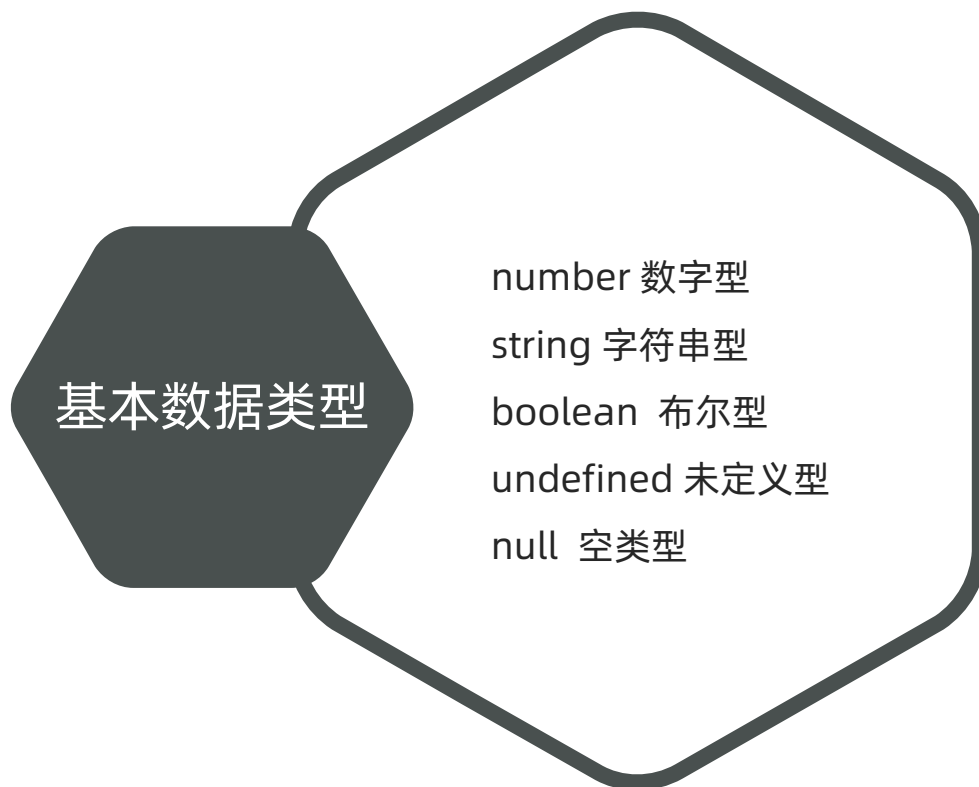 基本数据类型
number 数字型
string 字符串型
boolean 布尔型
undefined 未定义型
null 空类型